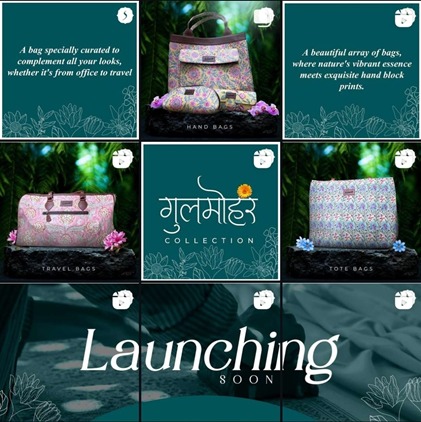 A bag specially curated to
complement all your looks,
whether it's from office to travel
HAND BAGS
A beautiful array of bags,
where nature's vibrant essence
meets exquisite hand block
prints.
TRAVEL BAGS
गुलमोहर
COLLECTION
TOTE BAGS
Launching
SOON